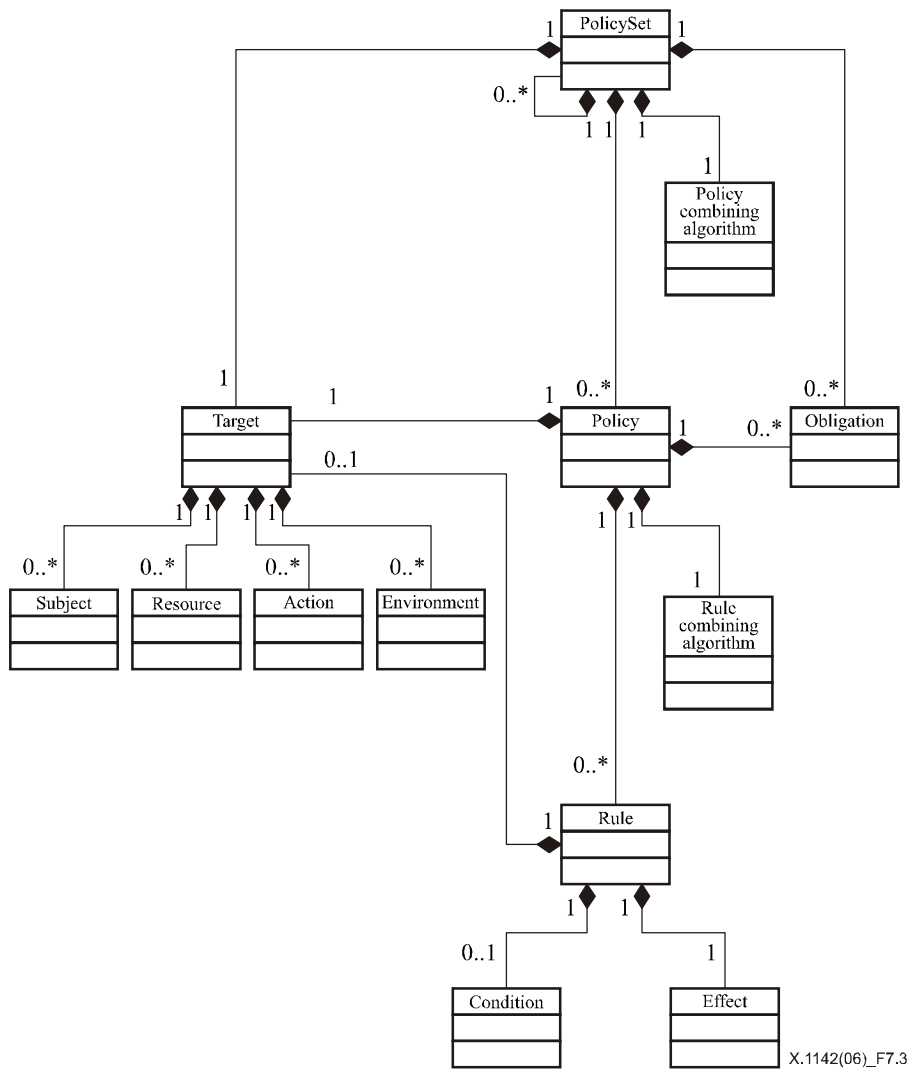 PolicySet
1
1
0..*
1
1
1
1
Policy
combining
algorithm
1
0..*
0..*
1
1
Target
Policy
Obligation
1
0..*
0..1
1
1
1
1
1
1
0..*
0..*
0..*
0..*
1
Subject
Resource
Action
Environment
Rule
combining
algorithm
0..*
1
Rule
1
1
0..1
1
Condition
Effect
X.1142(06)_F7.3